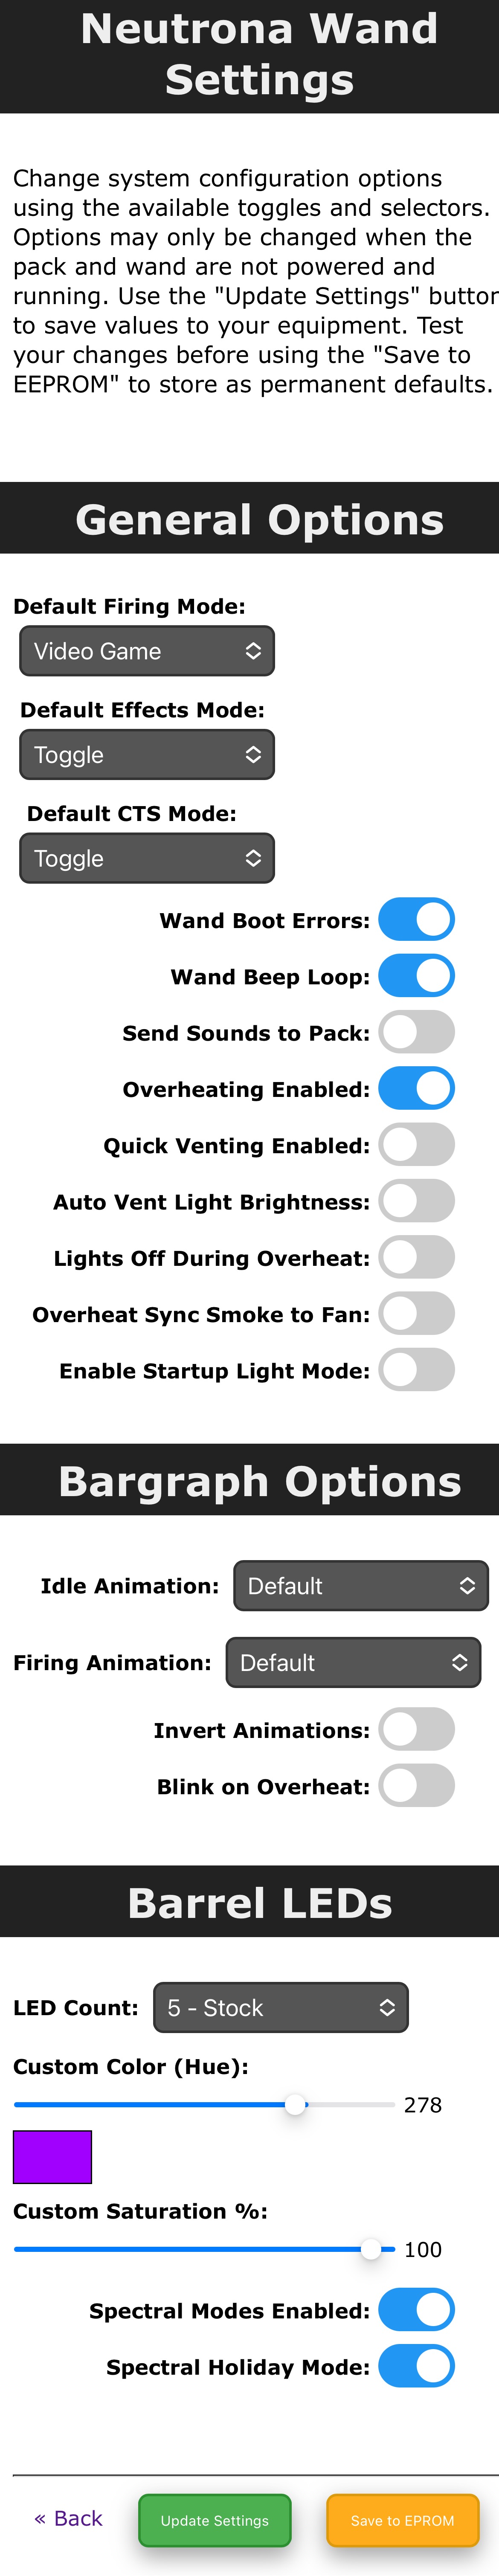 Neutrona Wand
Settings
Change system configuration options
using the available toggles and selectors.
Options may only be changed when the
pack and wand are not powered and
running. Use the "Update Settings" button
to save values to your equipment. Test
your changes before using the "Save to
EEPROM" to store as permanent defaults.
General Options
Default Firing Mode:
Video Game
Default Effects Mode:
Toggle
Default CTS Mode:
Toggle
Wand Boot Errors:
Wand Beep Loop:
Send Sounds to Pack:
Overheating Enabled:
Quick Venting Enabled:
Auto Vent Light Brightness:
Lights Off During Overheat:
Overheat Sync Smoke to Fan:
Enable Startup Light Mode:
Bargraph Options
Idle Animation: Default
Firing Animation: Default
Invert Animations:
Blink on Overheat:
Barrel LEDs
LED Count: 5 - Stock
Custom Color (Hue):
278
Custom Saturation %:
100
Spectral Modes Enabled:
Spectral Holiday Mode:
« Back Update Settings Save to EPROM